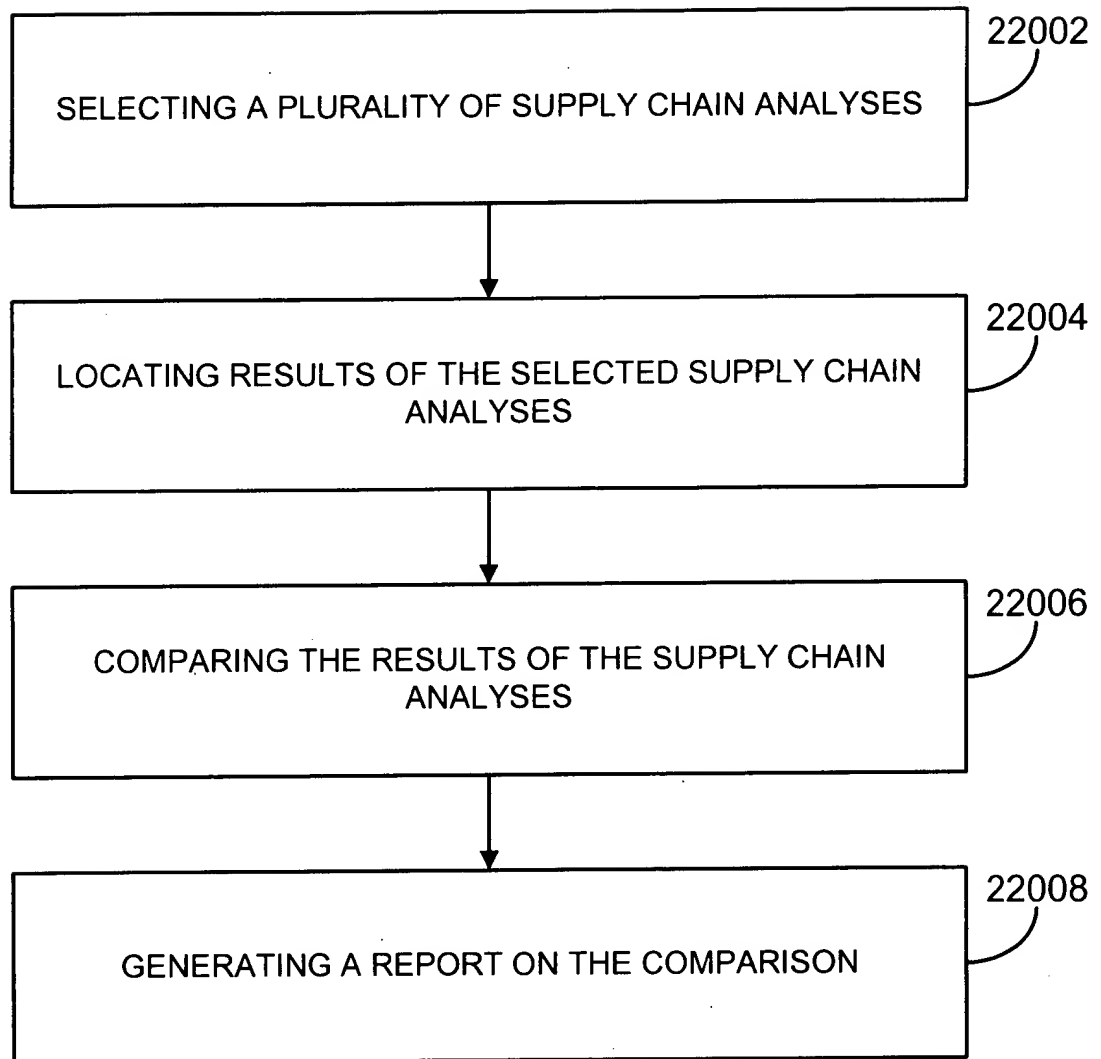 22002
SELECTING A PLURALITY OF SUPPLY CHAIN ANALYSES
22004
LOCATING RESULTS OF THE SELECTED SUPPLY CHAIN
ANALYSES
22006
COMPARING THE RESULTS OF THE SUPPLY CHAIN
ANALYSES
22008
GENERATING A REPORT ON THE COMPARISON